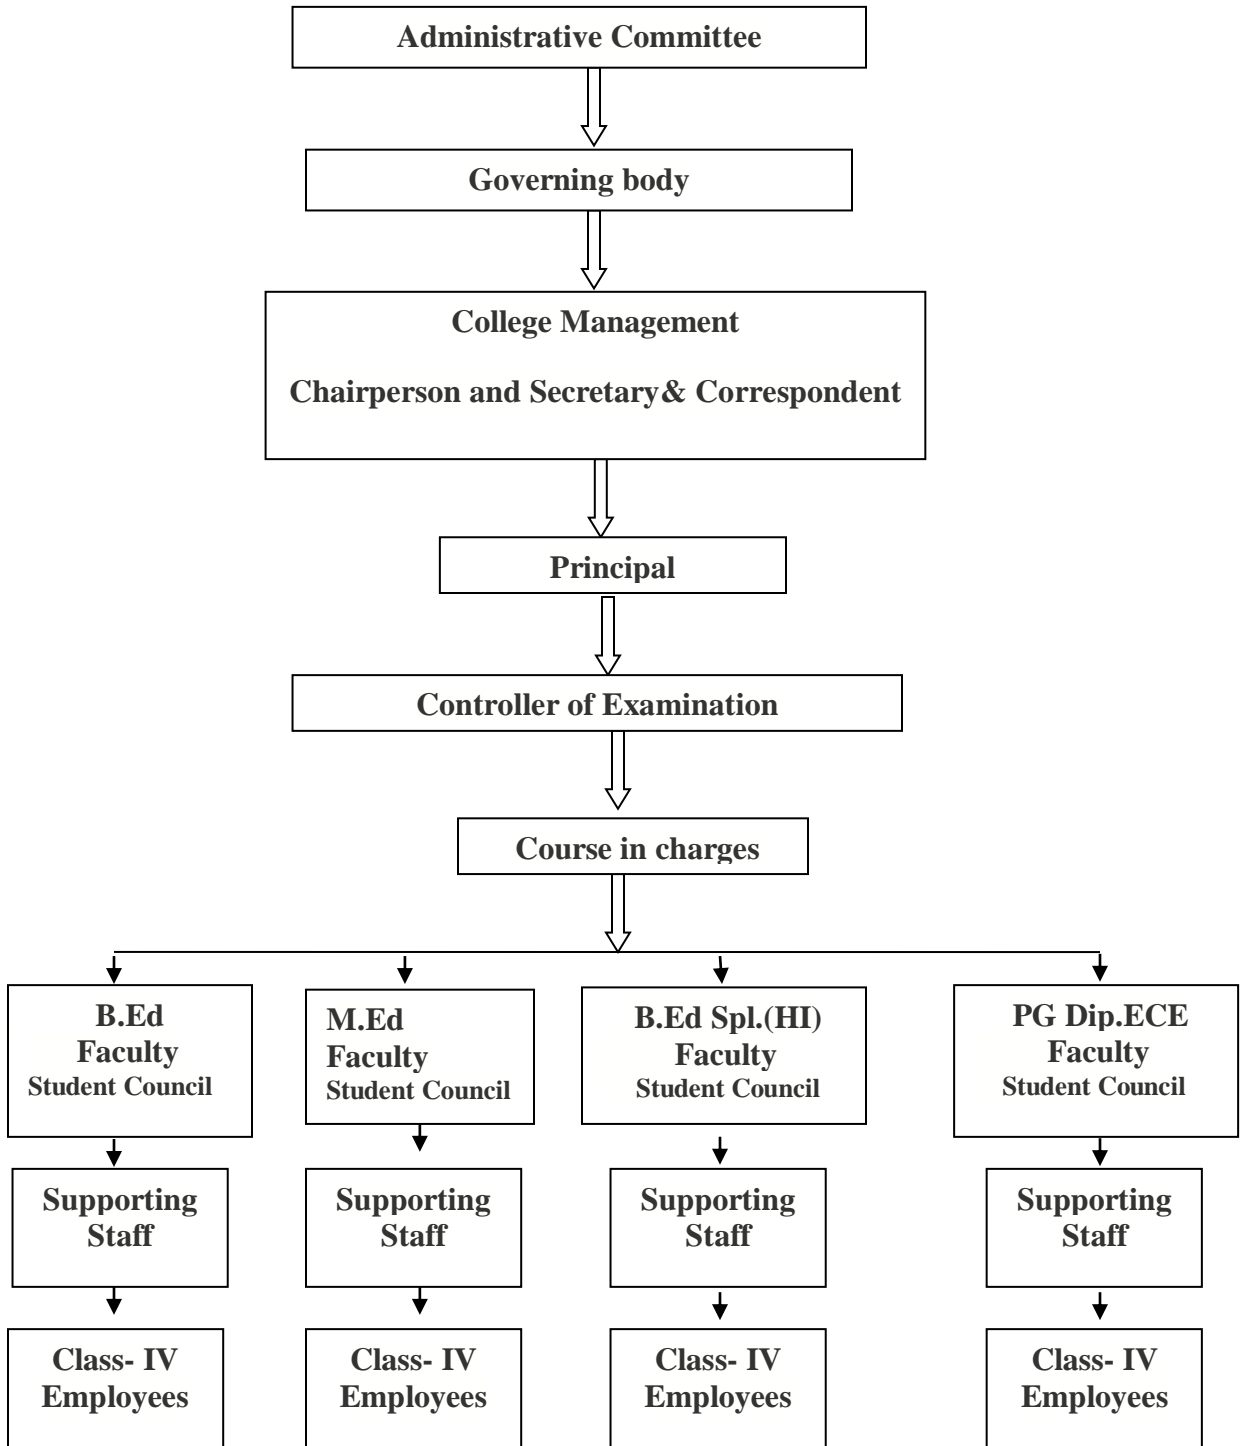 Administrative Committee
Governing body
College Management
Chairperson and Secretary& Correspondent
Principal
Controller of Examination
Course in charges
B.Ed
Faculty
Student Council
M.Ed
Faculty
Student Council
B.Ed Spl.(HI)
Faculty
Student Council
PG Dip.ECE
Faculty
Student Council
Supporting
Staff
Supporting
Staff
Supporting
Staff
Supporting
Staff
Class- IV
Employees
Class- IV
Employees
Class- IV
Employees
Class- IV
Employees